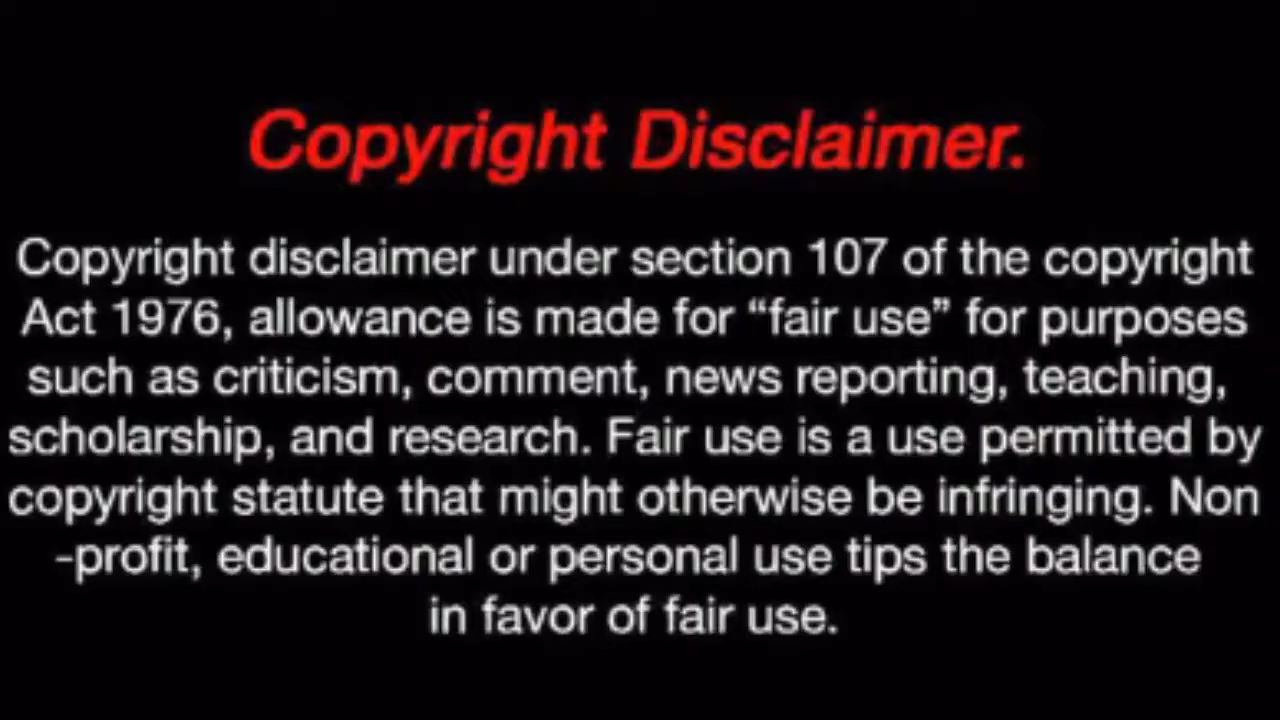 Copyright Disclaimer.
Copyright disclaimer under section 107 of the copyright
Act 1976, allowance is made for “fair use” for purposes
such as criticism, comment, news reporting, teaching,
scholarship, and research. Fair use is a use permitted by
copyright statute that might otherwise be infringing. Non
-profit, educational or personal use tips the balance
in favor of fair use.